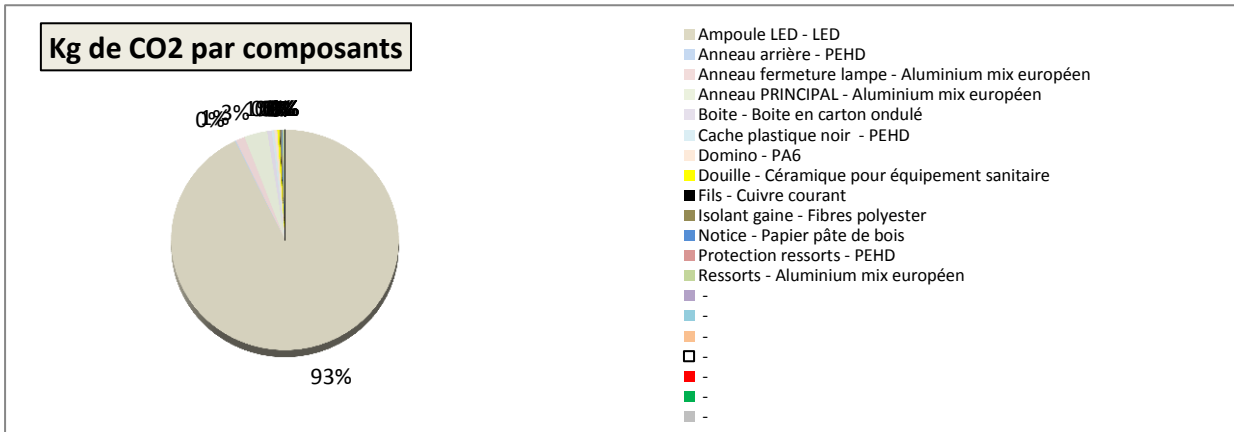 Kg de CO2 par composants
0%
1%
3%
93%
Ampoule LED - LED
Anneau arrière - PEHD
Anneau fermeture lampe - Aluminium mix européen
Anneau PRINCIPAL - Aluminium mix européen
Boite - Boite en carton ondulé
Cache plastique noir - PEHD
Domino - PA6
Douille - Céramique pour équipement sanitaire
Fils - Cuivre courant
Isolant gaine - Fibres polyester
Notice - Papier pâte de bois
Protection ressorts - PEHD
Ressorts - Aluminium mix européen
-
-
-
-
-
-
-